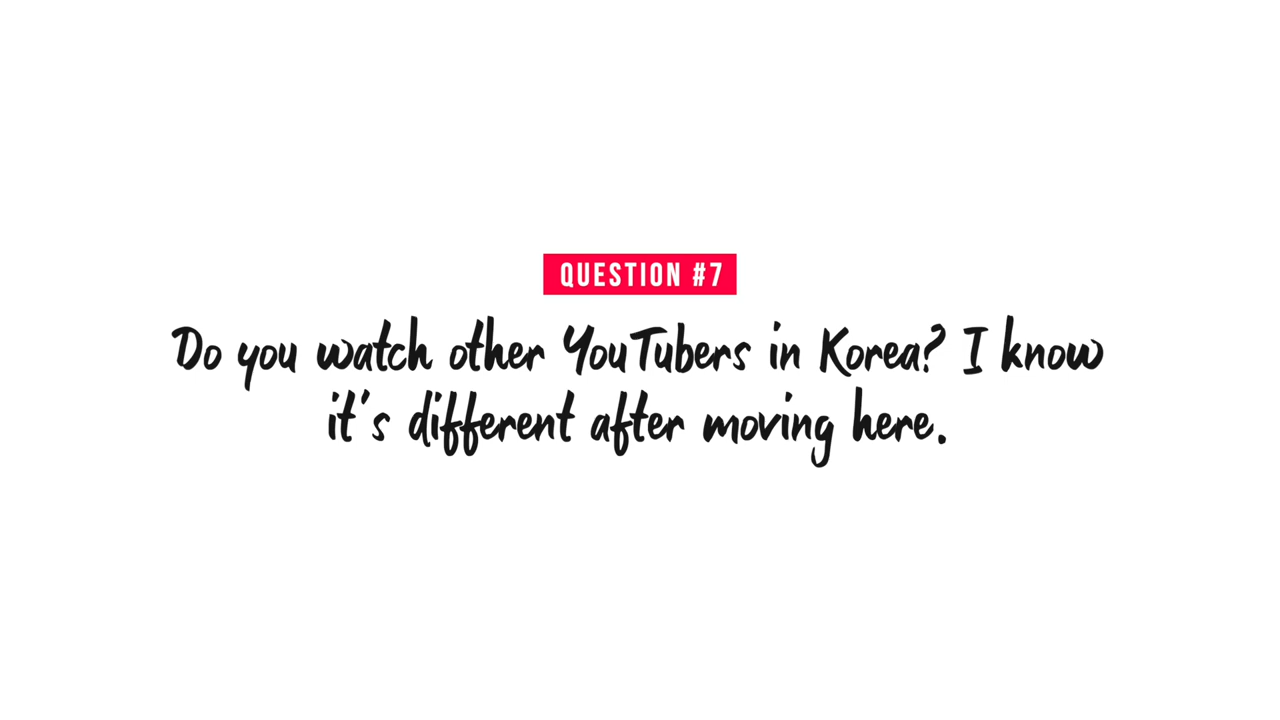 QUESTION #7
Do you watch other YouTubers in Korea? I know
it's different after moving here.